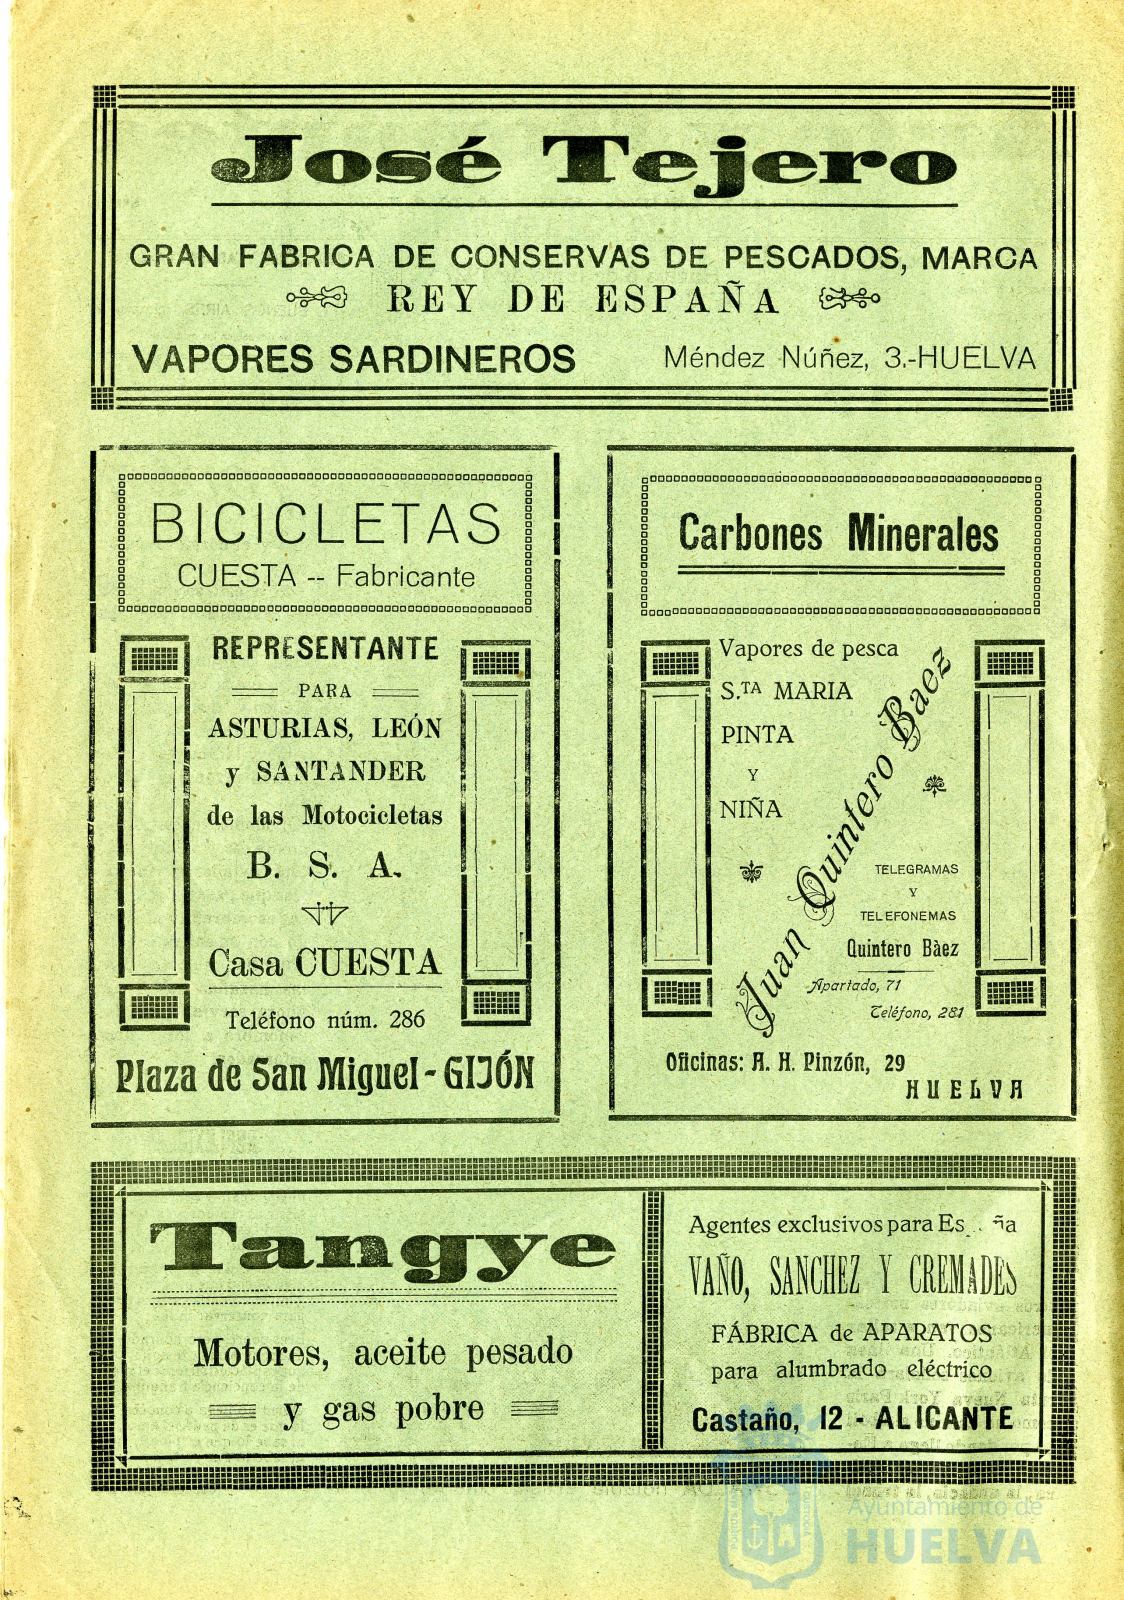 José Tejero
GRAN FABRICA DE CONSERVAS DE PESCADOS, MARCA
REY DE ESPAÑA
VAPORES SARDINEROS Méndez Núñez, 3.-HUELVA
BICICLETAS
CUESTA -- Fabricante
REPRESENTANTE
PARA
ASTURIAS, LEÓN
y SANTANDER
de las Motocicletas
B. S. A.
Casa CUESTA
Teléfono núm. 286
Plaza de San Miguel - GIJÓN
Carbones Minerales
Vapores de pesca
S.TA MARIA
PINTA
Y
NIÑA
Juan Quintero Baez
TELEGRAMAS
Y
TELEFONEMAS
Quintero Bàez
Apartado, 71
Teléfono, 281
Oficinas: A. H. Pinzón, 29
HUELVA
Tangye
Motores, aceite pesado
y gas pobre
Agentes exclusivos para
VAÑO, SANCHEZ Y CREMADES
FÁBRICA de APARATOS
para alumbrado eléctrico
Castaño, 12 - ALICANTE
Ayuntamiento de
HUELVA